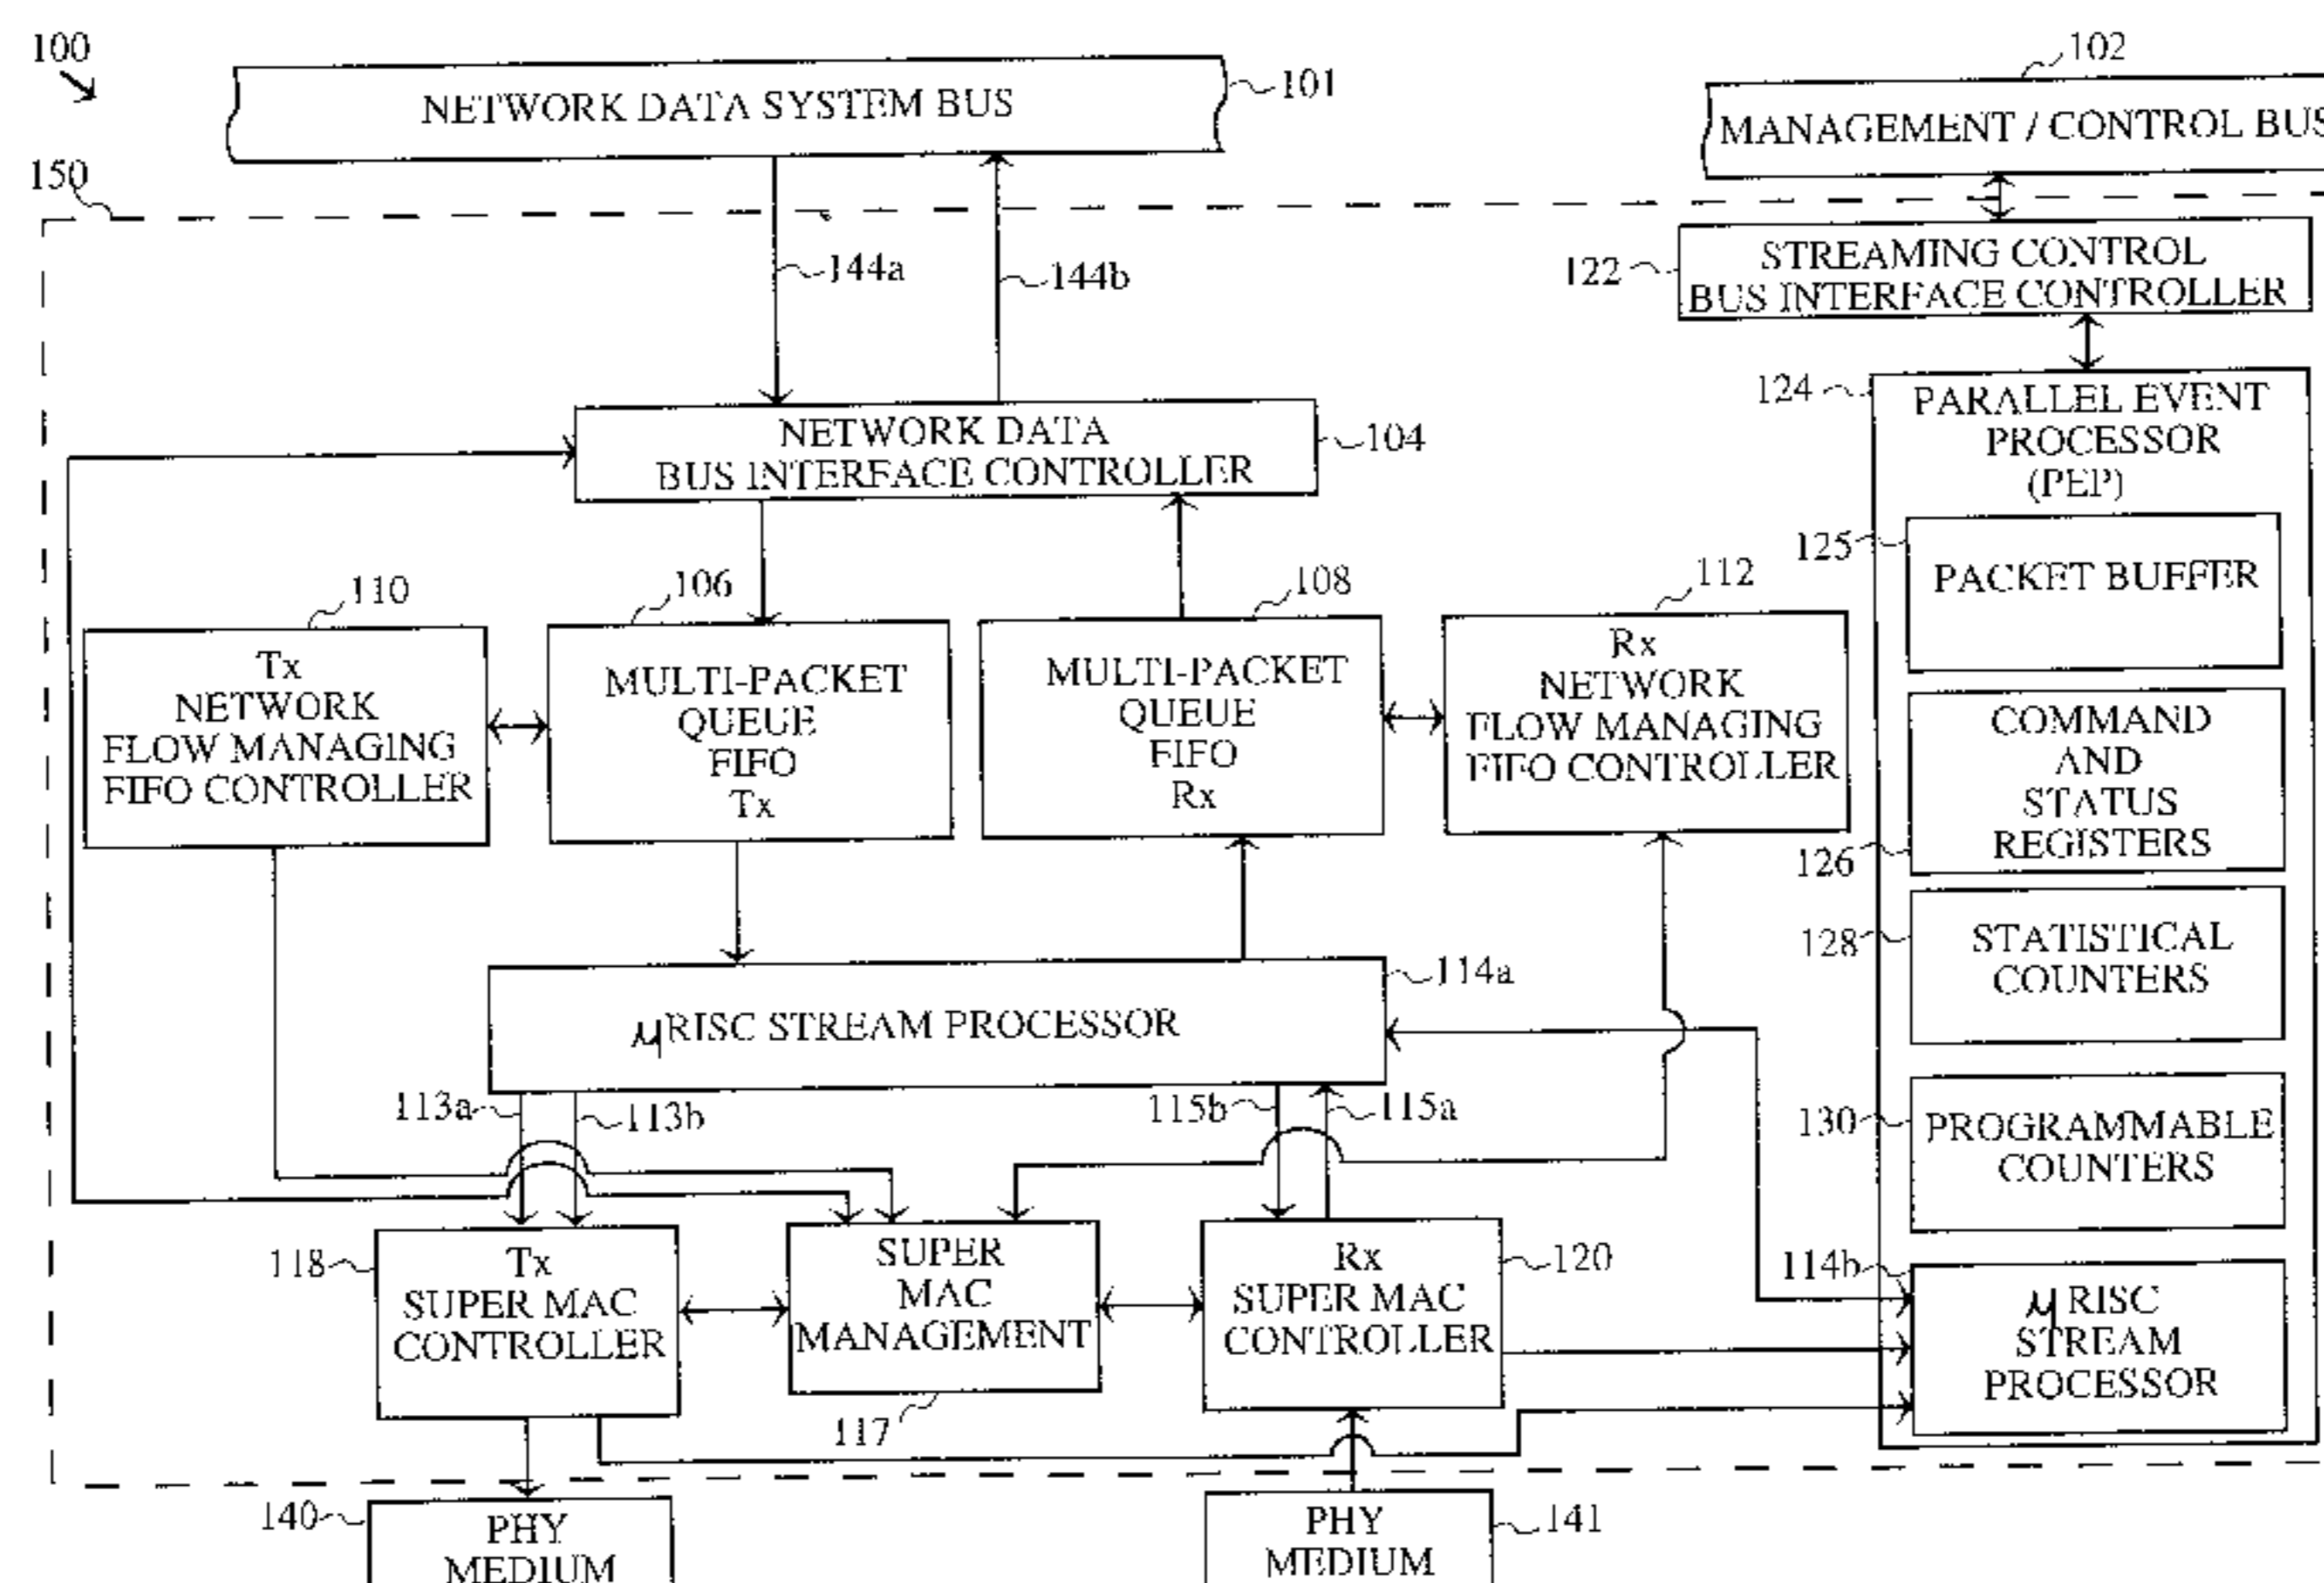 100
NETWORK DATA SYSTEM BUS
101
102
MANAGEMENT / CONTROL BUS
150
144a
144b
122
STREAMING CONTROL
BUS INTERFACE CONTROLLER
NETWORK DATA
BUS INTERFACE CONTROLLER
104
124
PARALLEL EVENT
PROCESSOR
(PEP)
125
PACKET BUFFER
110
Tx
NETWORK
FLOW MANAGING
FIFO CONTROLLER
106
MULTI-PACKET
QUEUE
FIFO
Tx
108
MULTI-PACKET
QUEUE
FIFO
Rx
112
Rx
NETWORK
FLOW MANAGING
FIFO CONTROLLER
COMMAND
AND
STATUS
REGISTERS
126
128
STATISTICAL
COUNTERS
114a
μRISC STREAM PROCESSOR
113a
113b
115b
115a
130
PROGRAMMABLE
COUNTERS
118
Tx
SUPER MAC
CONTROLLER
SUPER
MAC
MANAGEMENT
117
Rx
SUPER MAC
CONTROLLER
120
114b
μ RISC
STREAM
PROCESSOR
140
PHY
MEDIUM
PHY
MEDIUM
141